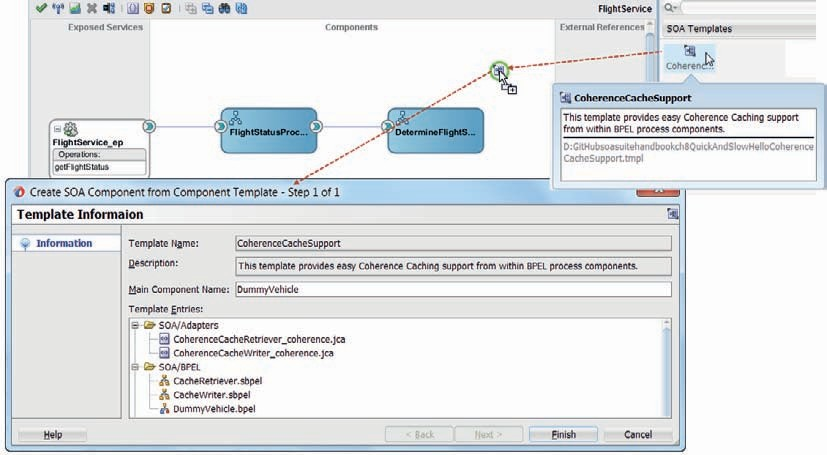 FlightService
Exposed Services
Components
External References
SOA Templates
Coherenc...
FlightService_ep
Operations:
getFlightStatus
FlightStatusProc...
DetermineFlightS...
CoherenceCacheSupport
This template provides easy Coherence Caching support
from within BPEL process components.
D:GitHubsoasuitehandbookch8QuickAndSlowHelloCoherence
CacheSupport.tmpl
Create SOA Component from Component Template - Step 1 of 1
Template Informaion
Information
Template Name: CoherenceCacheSupport
Description: This template provides easy Coherence Caching support from within BPEL process components.
Main Component Name: DummyVehicle
Template Entries:
SOA/Adapters
CoherenceCacheRetriever_coherence.jca
CoherenceCacheWriter_coherence.jca
SOA/BPEL
CacheRetriever.sbpel
CacheWriter.sbpel
DummyVehicle.bpel
Help
< Back
Next >
Finish
Cancel